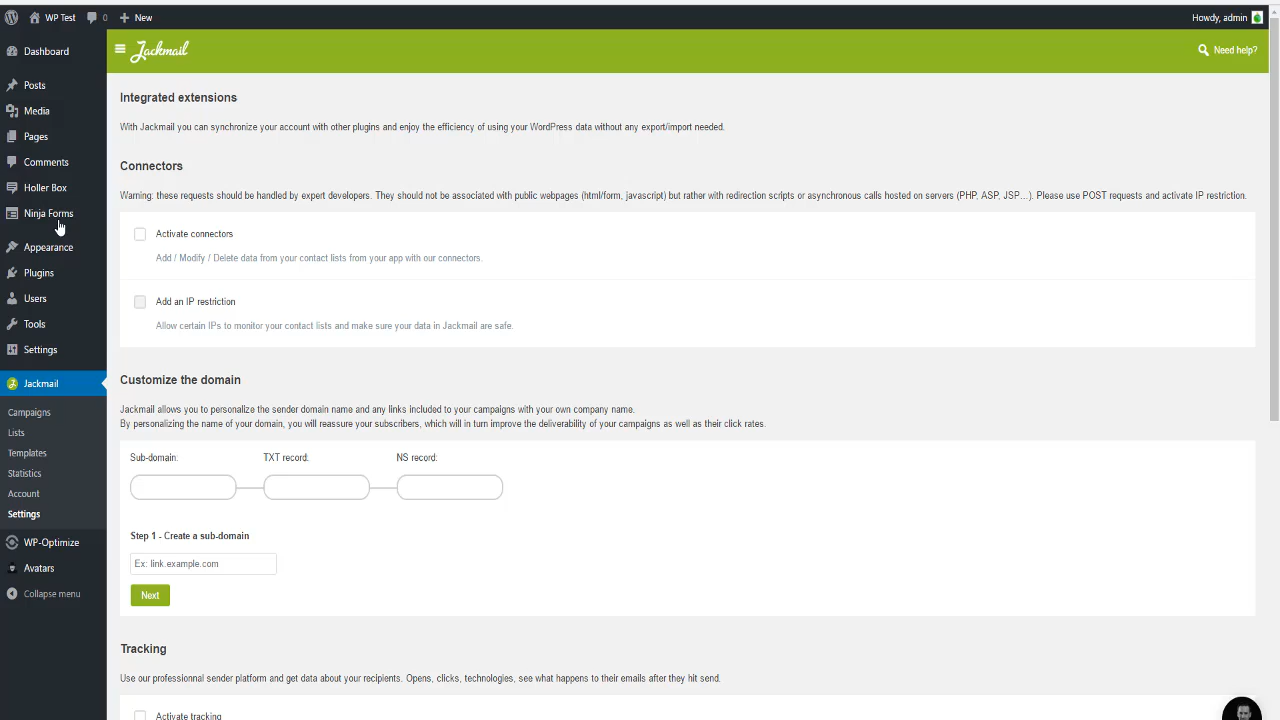 WP Test
0
New
Howdy, admin
Dashboard
Posts
Media
Pages
Comments
Holler Box
Ninja Forms
Appearance
Plugins
Users
Tools
Settings
Jackmail
Campaigns
Lists
Templates
Statistics
Account
Settings
WP-Optimize
Avatars
Collapse menu
Jackmail
Need help?
Integrated extensions
With Jackmail you can synchronize your account with other plugins and enjoy the efficiency of using your WordPress data without any export/import needed.
Connectors
Warning: these requests should be handled by expert developers. They should not be associated with public webpages (html/form, javascript) but rather with redirection scripts or asynchronous calls hosted on servers (PHP, ASP, JSP…). Please use POST requests and activate IP restriction.
Activate connectors
Add / Modify / Delete data from your contact lists from your app with our connectors.
Add an IP restriction
Allow certain IPs to monitor your contact lists and make sure your data in Jackmail are safe.
Customize the domain
Jackmail allows you to personalize the sender domain name and any links included to your campaigns with your own company name.
By personalizing the name of your domain, you will reassure your subscribers, which will in turn improve the deliverability of your campaigns as well as their click rates.
Sub-domain: TXT record: NS record:
Step 1 - Create a sub-domain
Ex: link.example.com
Next
Tracking
Use our professionnal sender platform and get data about your recipients. Opens, clicks, technologies, see what happens to their emails after they hit send.
Activate tracking